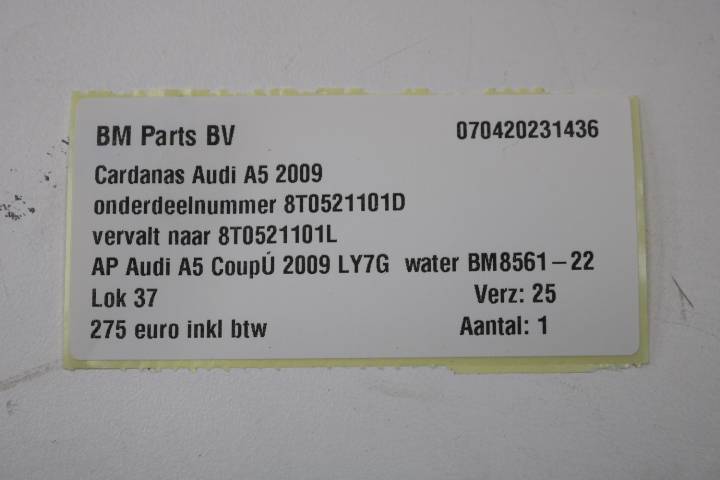 BM Parts BV 070420231436
Cardanas Audi A5 2009
onderdeelnummer 8T0521101D
vervalt naar 8T0521101L
AP Audi A5 CoupÚ 2009 LY7G water BM8561-22
Lok 37 Verz: 25
275 euro inkl btw Aantal: 1